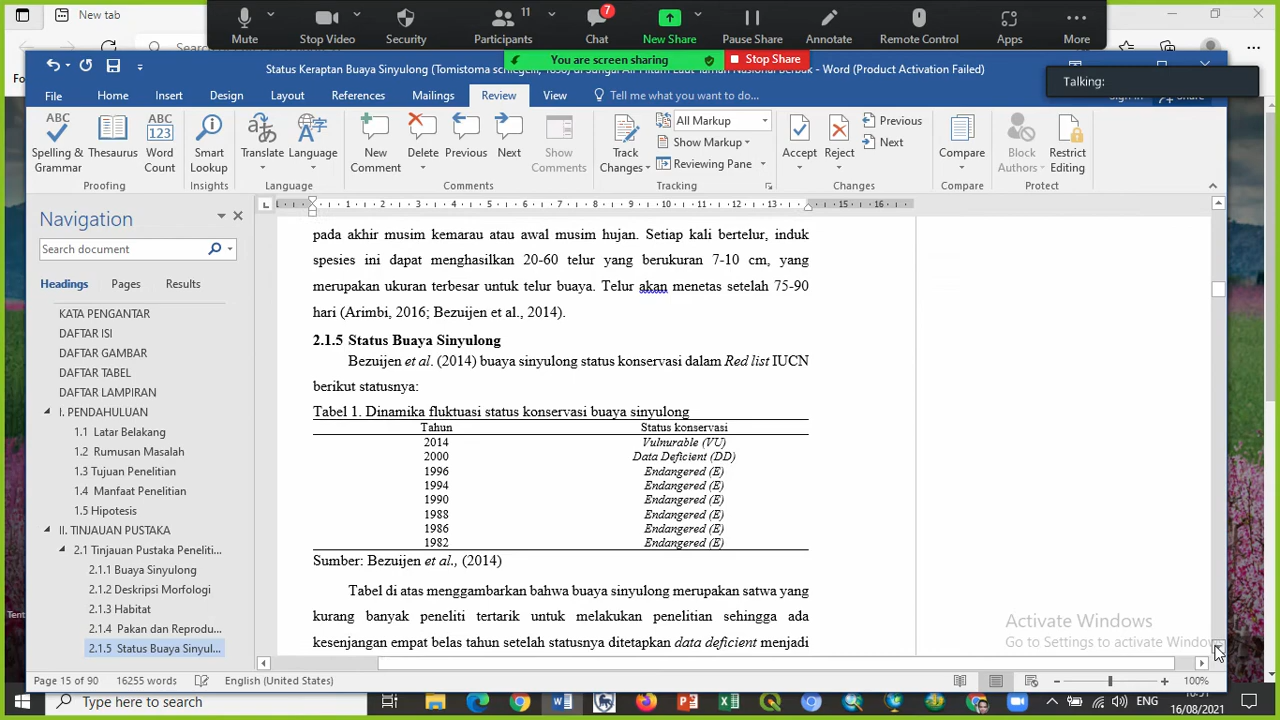 New tab
Mute
Stop Video
Security
11
Participants
7
Chat
New Share
Pause Share
Annotate
Remote Control
Apps
More
You are screen sharing
Stop Share
Talking:
Laut Taman Nasional Berbak - Word (Product Activation Failed)
File
Home
Insert
Design
Layout
References
Mailings
Review
View
Tell me what you want to do...
Spelling & Grammar
Thesaurus
Word Count
Smart Lookup
Translate
Language
New Comment
Delete
Previous
Next
Show Comments
Track Changes
All Markup
Show Markup
Reviewing Pane
Accept
Reject
Previous
Next
Compare
Block Authors
Restrict Editing
Proofing
Insights
Language
Comments
Tracking
Changes
Compare
Protect
Navigation
Search document
Headings
Pages
Results
KATA PENGANTAR
DAFTAR ISI
DAFTAR GAMBAR
DAFTAR TABEL
DAFTAR LAMPIRAN
I. PENDAHULUAN
1.1 Latar Belakang
1.2 Rumusan Masalah
1.3 Tujuan Penelitian
1.4 Manfaat Penelitian
1.5 Hipotesis
II. TINJAUAN PUSTAKA
2.1 Tinjauan Pustaka Peneliti...
2.1.1 Buaya Sinyulong
2.1.2 Deskripsi Morfologi
2.1.3 Habitat
2.1.4 Pakan dan Reprodu...
2.1.5 Status Buaya Sinyul...
pada akhir musim kemarau atau awal musim hujan. Setiap kali bertelur, induk
spesies ini dapat menghasilkan 20-60 telur yang berukuran 7-10 cm, yang
merupakan ukuran terbesar untuk telur buaya. Telur akan menetas setelah 75-90
hari (Arimbi, 2016; Bezuijen et al., 2014).
2.1.5 Status Buaya Sinyulong
Bezuijen et al. (2014) buaya sinyulong status konservasi dalam Red list IUCN
berikut statusnya:
Tabel 1. Dinamika fluktuasi status konservasi buaya sinyulong
Tahun Status konservasi
2014 Vulnurable (VU)
2000 Data Deficient (DD)
1996 Endangered (E)
1994 Endangered (E)
1990 Endangered (E)
1988 Endangered (E)
1986 Endangered (E)
1982 Endangered (E)
Sumber: Bezuijen et al., (2014)
Tabel di atas menggambarkan bahwa buaya sinyulong merupakan satwa yang
kurang banyak peneliti tertarik untuk melakukan penelitian sehingga ada
kesenjangan empat belas tahun setelah statusnya ditetapkan data deficient menjadi
Activate Windows
Go to Settings to activate Windows
Page 15 of 90
16255 words
English (United States)
100%
Type here to search
ENG
16/08/2021